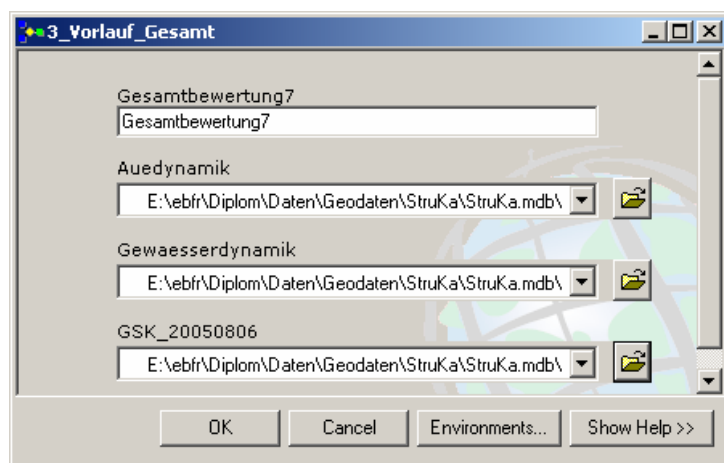 3_Vorlauf_Gesamt
Gesamtbewertung7
Gesamtbewertung7
Auedynamik
E:\ebfr\Diplom\Daten\Geodaten\StruKa\StruKa.mdb\
Gewaesserdynamik
E:\ebfr\Diplom\Daten\Geodaten\StruKa\StruKa.mdb\
GSK_20050806
E:\ebfr\Diplom\Daten\Geodaten\StruKa\StruKa.mdb\
OK Cancel Environments... Show Help >>